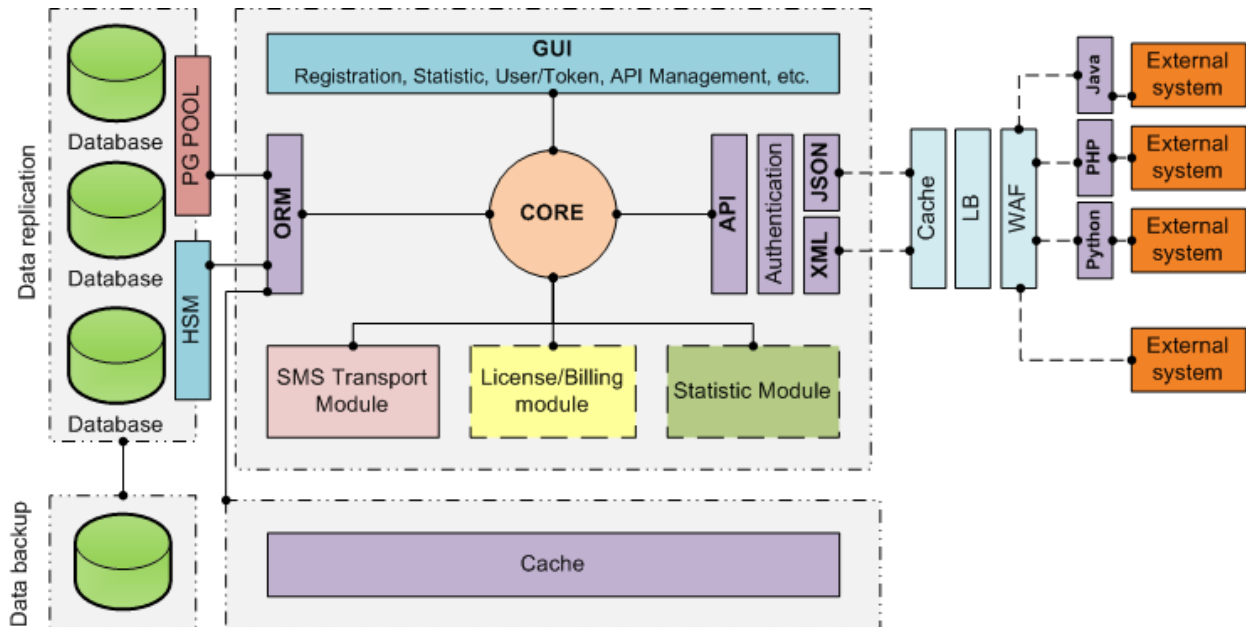 GUI
Registration, Statistic, User/Token, API Management, etc.
Database
Database
Database
Data replication
PG POOL
HSM
ORM
CORE
API
Authentication
JSON
XML
SMS Transport
Module
License/Billing
module
Statistic Module
Cache
LB
WAF
Java
PHP
Python
External
system
External
system
External
system
External
system
Data backup
Cache